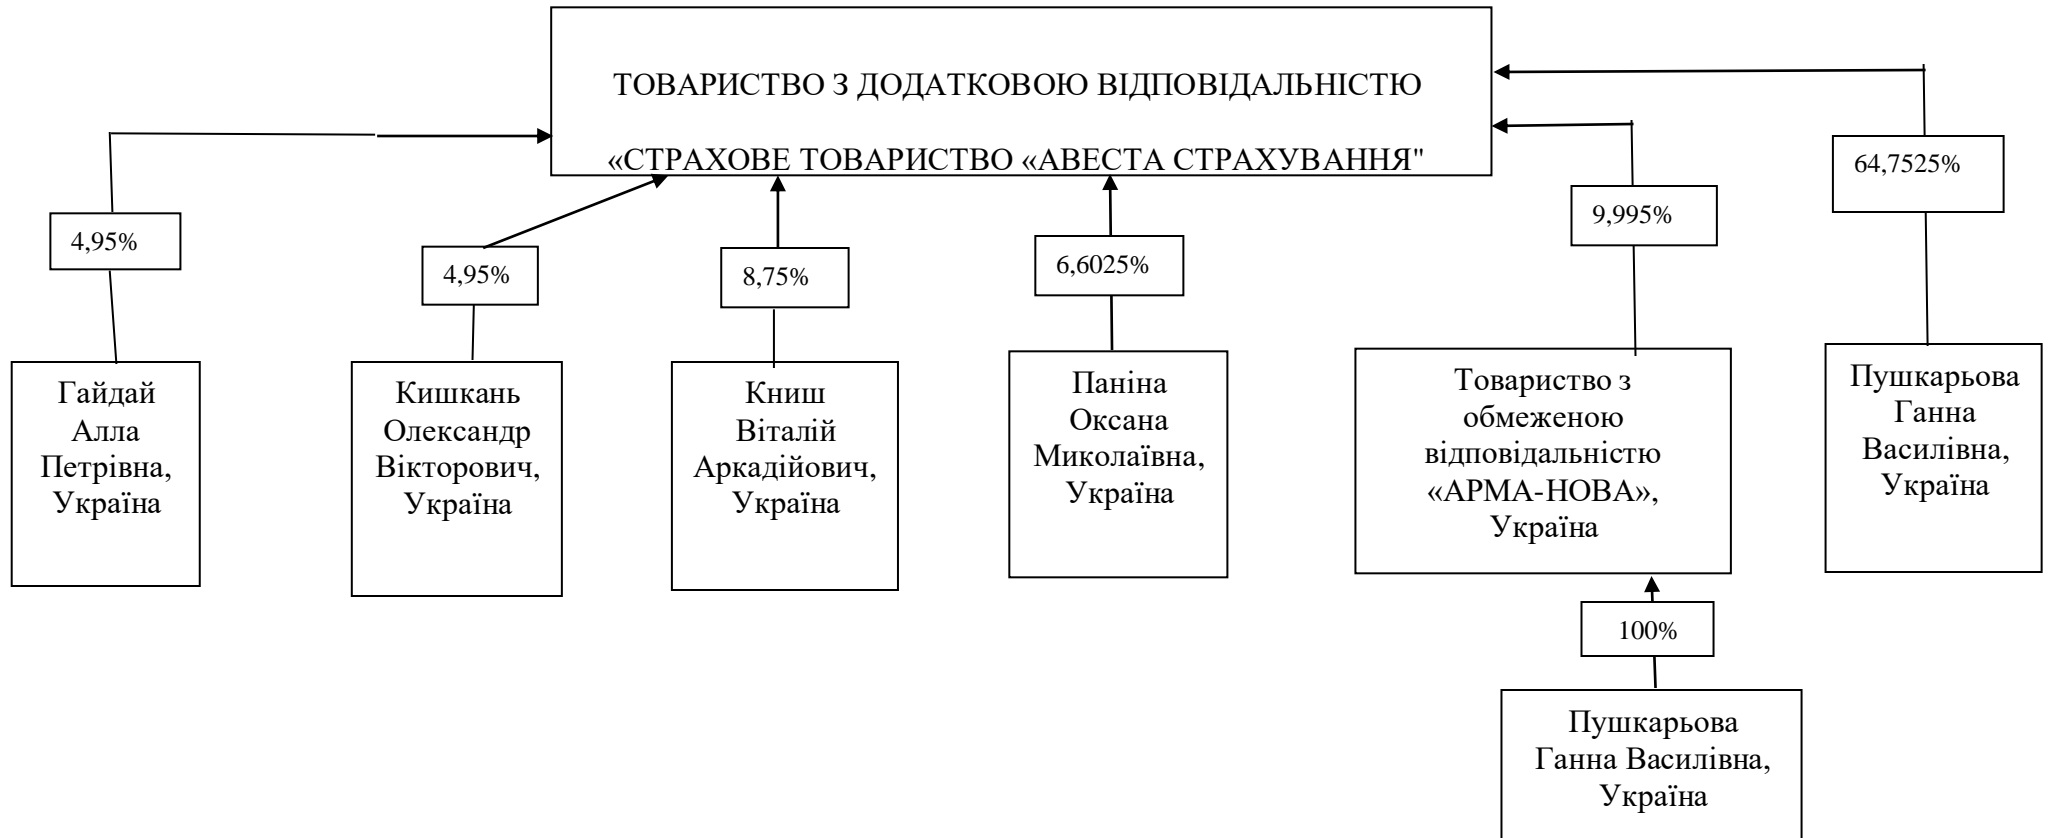 ТОВАРИСТВО З ДОДАТКОВОЮ ВІДПОВІДАЛЬНІСТЮ
«СТРАХОВЕ ТОВАРИСТВО «АВЕСТА СТРАХУВАННЯ"
4,95%
4,95%
8,75%
6,6025%
9,995%
64,7525%
Гайдай
Алла
Петрівна,
Україна
Кишкань
Олександр
Вікторович,
Україна
Книш
Віталій
Аркадійович,
Україна
Паніна
Оксана
Миколаївна,
Україна
Товариство з
обмеженою
відповідальністю
«АРМА-НОВА»,
Україна
Пушкарьова
Ганна
Василівна,
Україна
100%
Пушкарьова
Ганна Василівна,
Україна